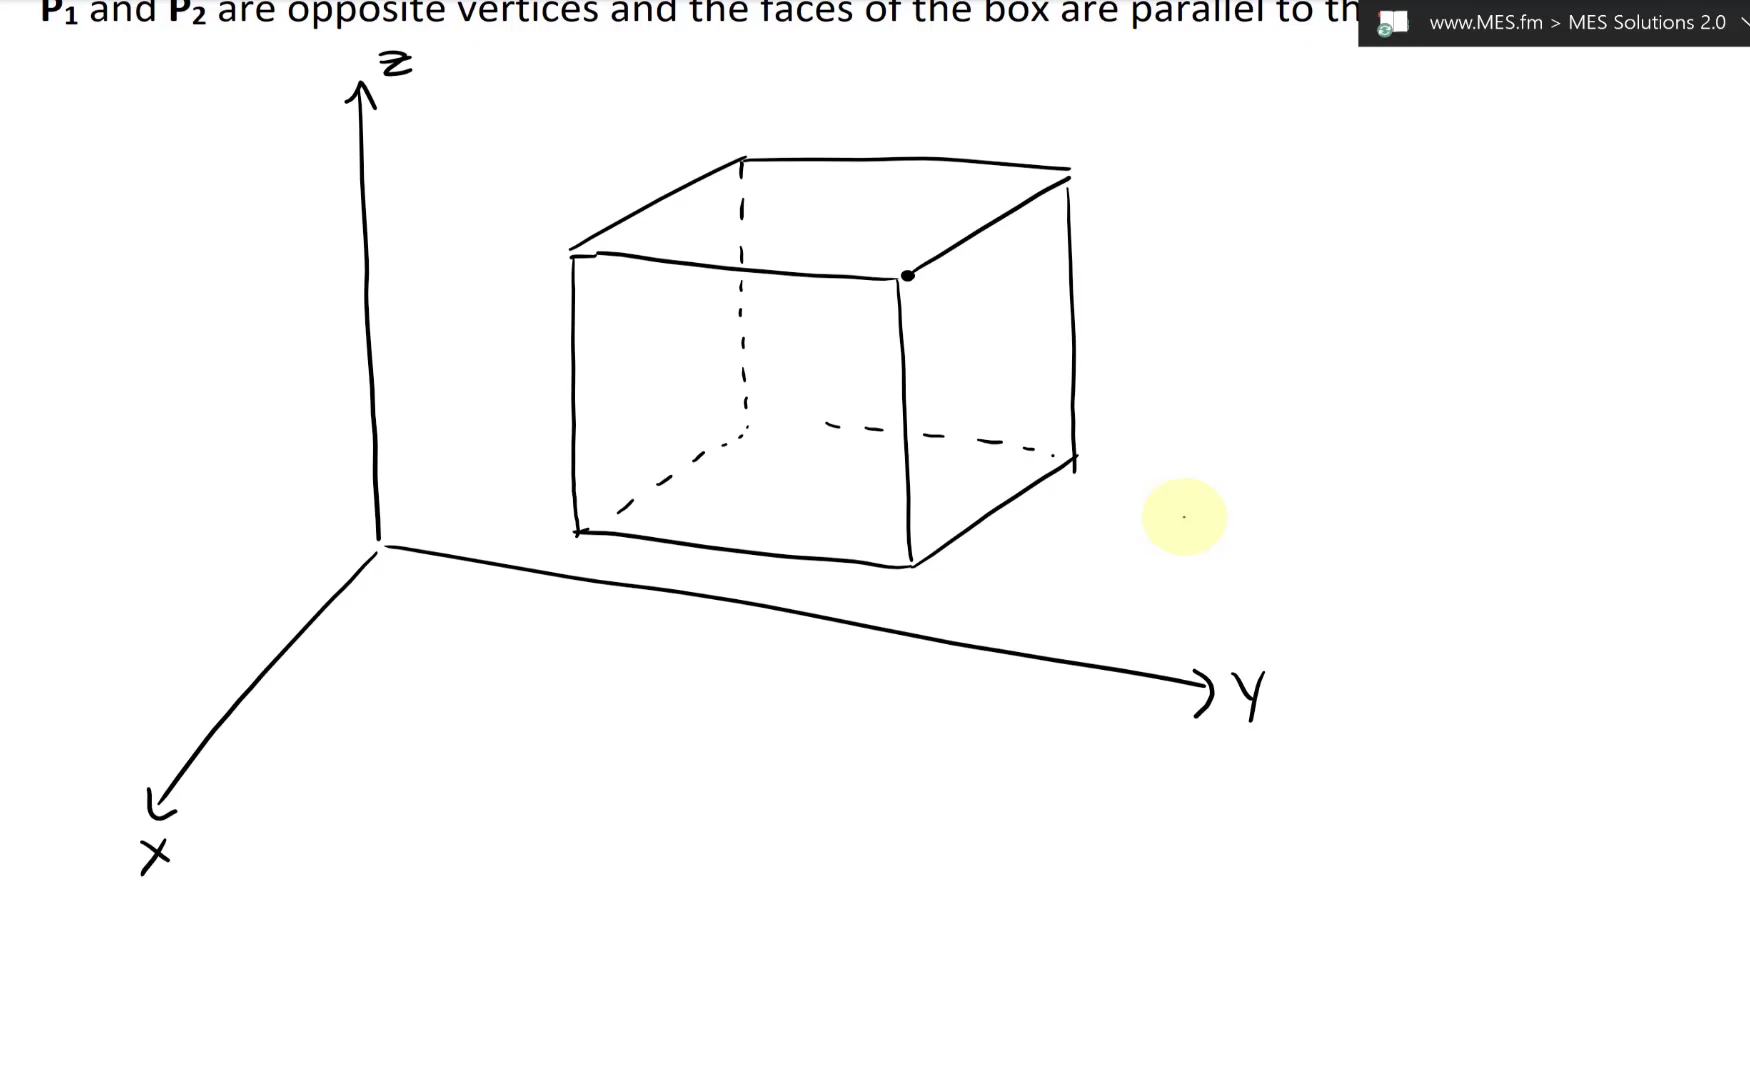 P₁ and P₂ are opposite vertices and the faces of the box are parallel to
www.MES.fm > MES Solutions 2.0
Z
Y
X